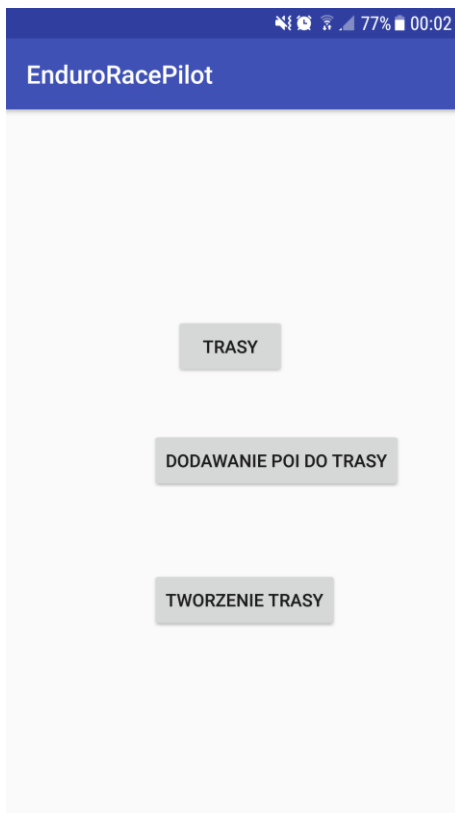 77% 00:02
EnduroRacePilot
TRASY
DODAWANIE POI DO TRASY
TWORZENIE TRASY